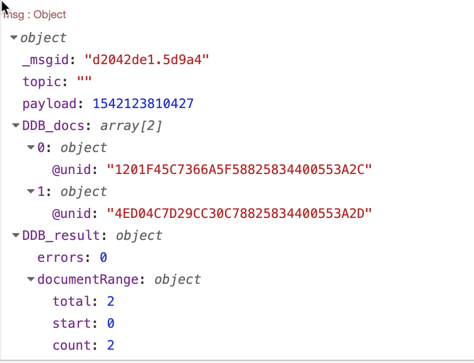 msg : Object
object
_msgid: "d2042de1.5d9a4"
topic: ""
payload: 1542123810427
DDB_docs: array[2]
0: object
@unid: "1201F45C7366A5F58825834400553A2C"
1: object
@unid: "4ED04C7D29CC30C78825834400553A2D"
DDB_result: object
errors: 0
documentRange: object
total: 2
start: 0
count: 2